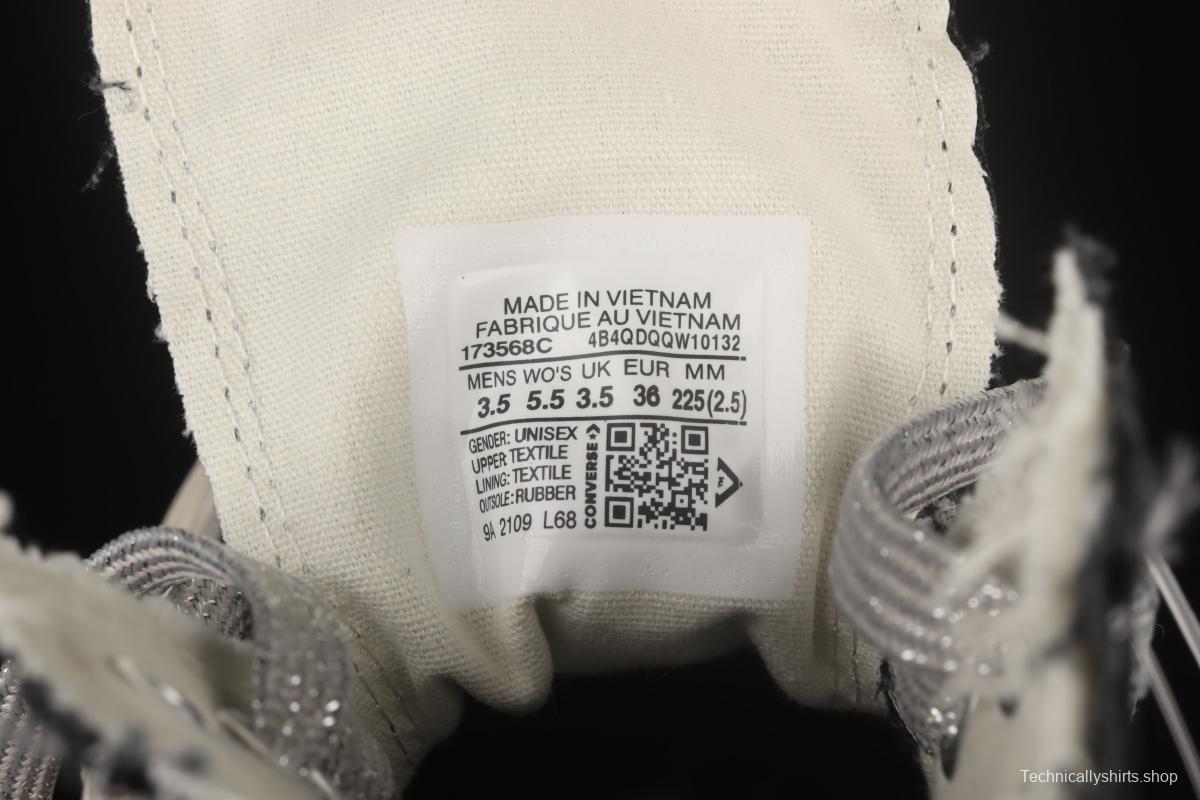 MADE IN VIETNAM
FABRIQUE AU VIETNAM
173568C 4B4QDQQW10132
MENS WO'S UK EUR MM
3.5 5.5 3.5 36 225(2.5)
GENDER: UNISEX
UPPER TEXTILE
LINING: TEXTILE
OUTSOLE: RUBBER
9A 2109 L68
CONVERSE
Technicallyshirts.shop